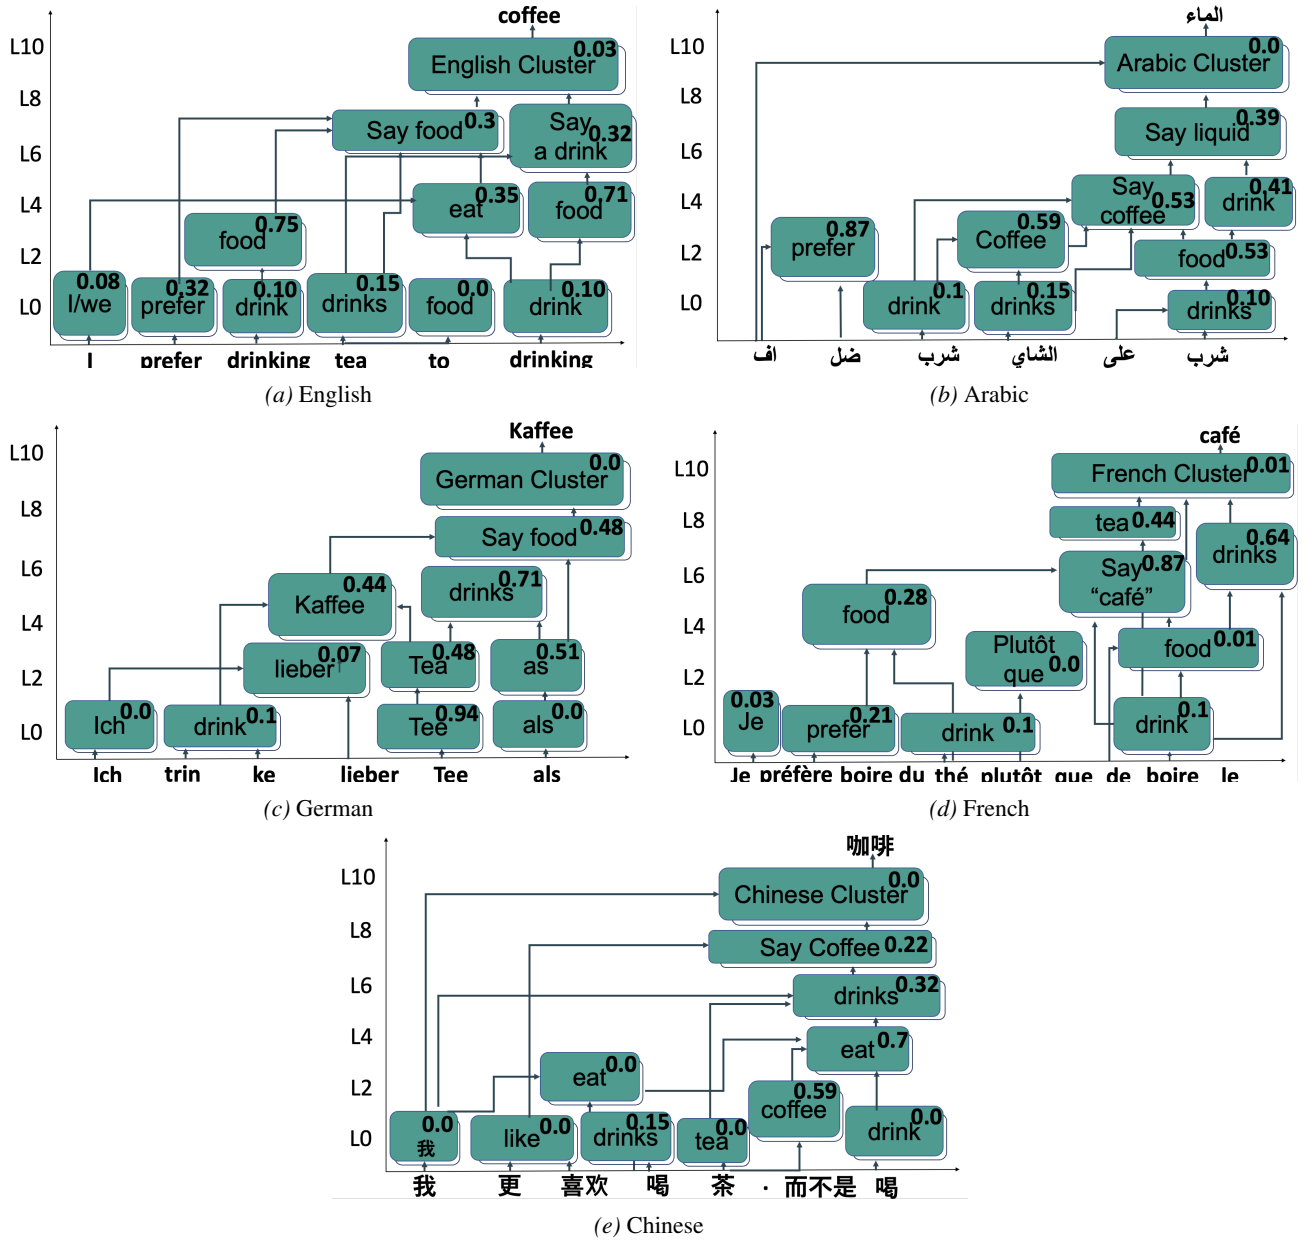 coffee
L10
English Cluster 0.03
L8
Say food 0.3
Say a drink 0.32
L6
L4
eat 0.35
food 0.71
food 0.75
L2
L0
I/we 0.08
prefer 0.32
drink 0.10
drinks 0.15
food 0.0
drink 0.10
I prefer drinking tea to drinking
(a) English
الماء
L10
Arabic Cluster 0.0
L8
Say liquid 0.39
L6
L4
Say coffee 0.53
drink 0.41
prefer 0.87
Coffee 0.59
L2
food 0.53
L0
drink 0.1
drinks 0.15
drinks 0.10
اف ضل شرب الشاي على شرب
(b) Arabic
Kaffee
L10
German Cluster 0.0
L8
Say food 0.48
L6
Kaffee 0.44
drinks 0.71
L4
lieber 0.07
Tea 0.48
as 0.51
L2
L0
Ich 0.0
drink 0.1
Tee 0.94
als 0.0
Ich trin ke lieber Tee als
(c) German
café
L10
French Cluster 0.01
L8
tea 0.44
drinks 0.64
L6
Say "café" 0.87
food 0.28
L4
Plutôt que 0.0
food 0.01
L2
L0
Je 0.03
prefer 0.21
drink 0.1
drink 0.1
Je préfère boire du thé plutôt que de boire le
(d) French
咖啡
L10
Chinese Cluster 0.0
L8
Say Coffee 0.22
L6
drinks 0.32
L4
eat 0.7
eat 0.0
L2
coffee 0.59
L0
我 0.0
like 0.0
drinks 0.15
tea 0.0
drink 0.0
我 更 喜欢 喝 茶 · 而不是 喝
(e) Chinese